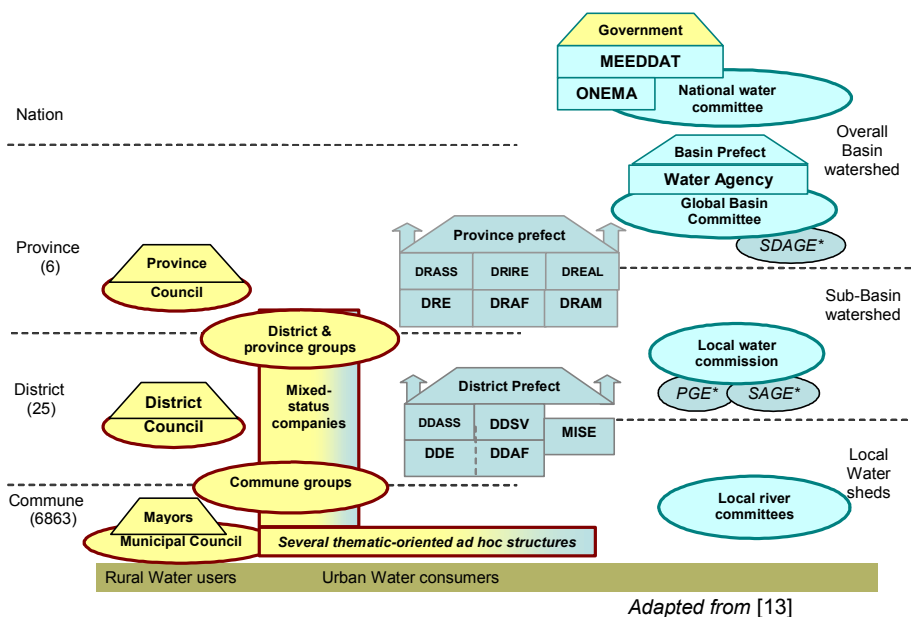 Government
MEEDDAT
ONEMA
National water
committee
Nation
Overall
Basin
watershed
Basin Prefect
Water Agency
Global Basin
Committee
SDAGE*
Province
(6)
Province
Council
Province prefect
DRASS
DRIRE
DREAL
DRE
DRAF
DRAM
Sub-Basin
watershed
District &
province groups
Local water
commission
PGE*
SAGE*
District
(25)
District
Council
Mixed-
status
companies
District Prefect
DDASS
DDSV
MISE
DDE
DDAF
Commune groups
Local
Water
sheds
Commune
(6863)
Mayors
Municipal Council
Several thematic-oriented ad hoc structures
Local river
committees
Rural Water users
Urban Water consumers
Adapted from [13]